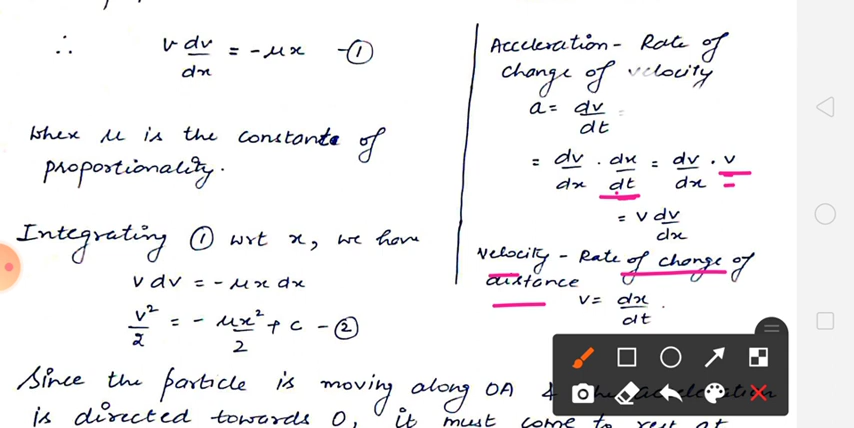 ∴ v dv/dx = -μx -①
where μ is the constant of
proportionality.
Integrating ① wrt x, we have
v dv = -μx dx
v²/2 = -μx²/2 + c -②
Since the particle is moving along OA &
is directed towards O, it must come to rest at
Acceleration - Rate of
change of velocity
a = dv/dt =
= dv/dx . dx/dt = dv/dx . v
= v dv/dx
Velocity - Rate of change of
distance
v = dx/dt .